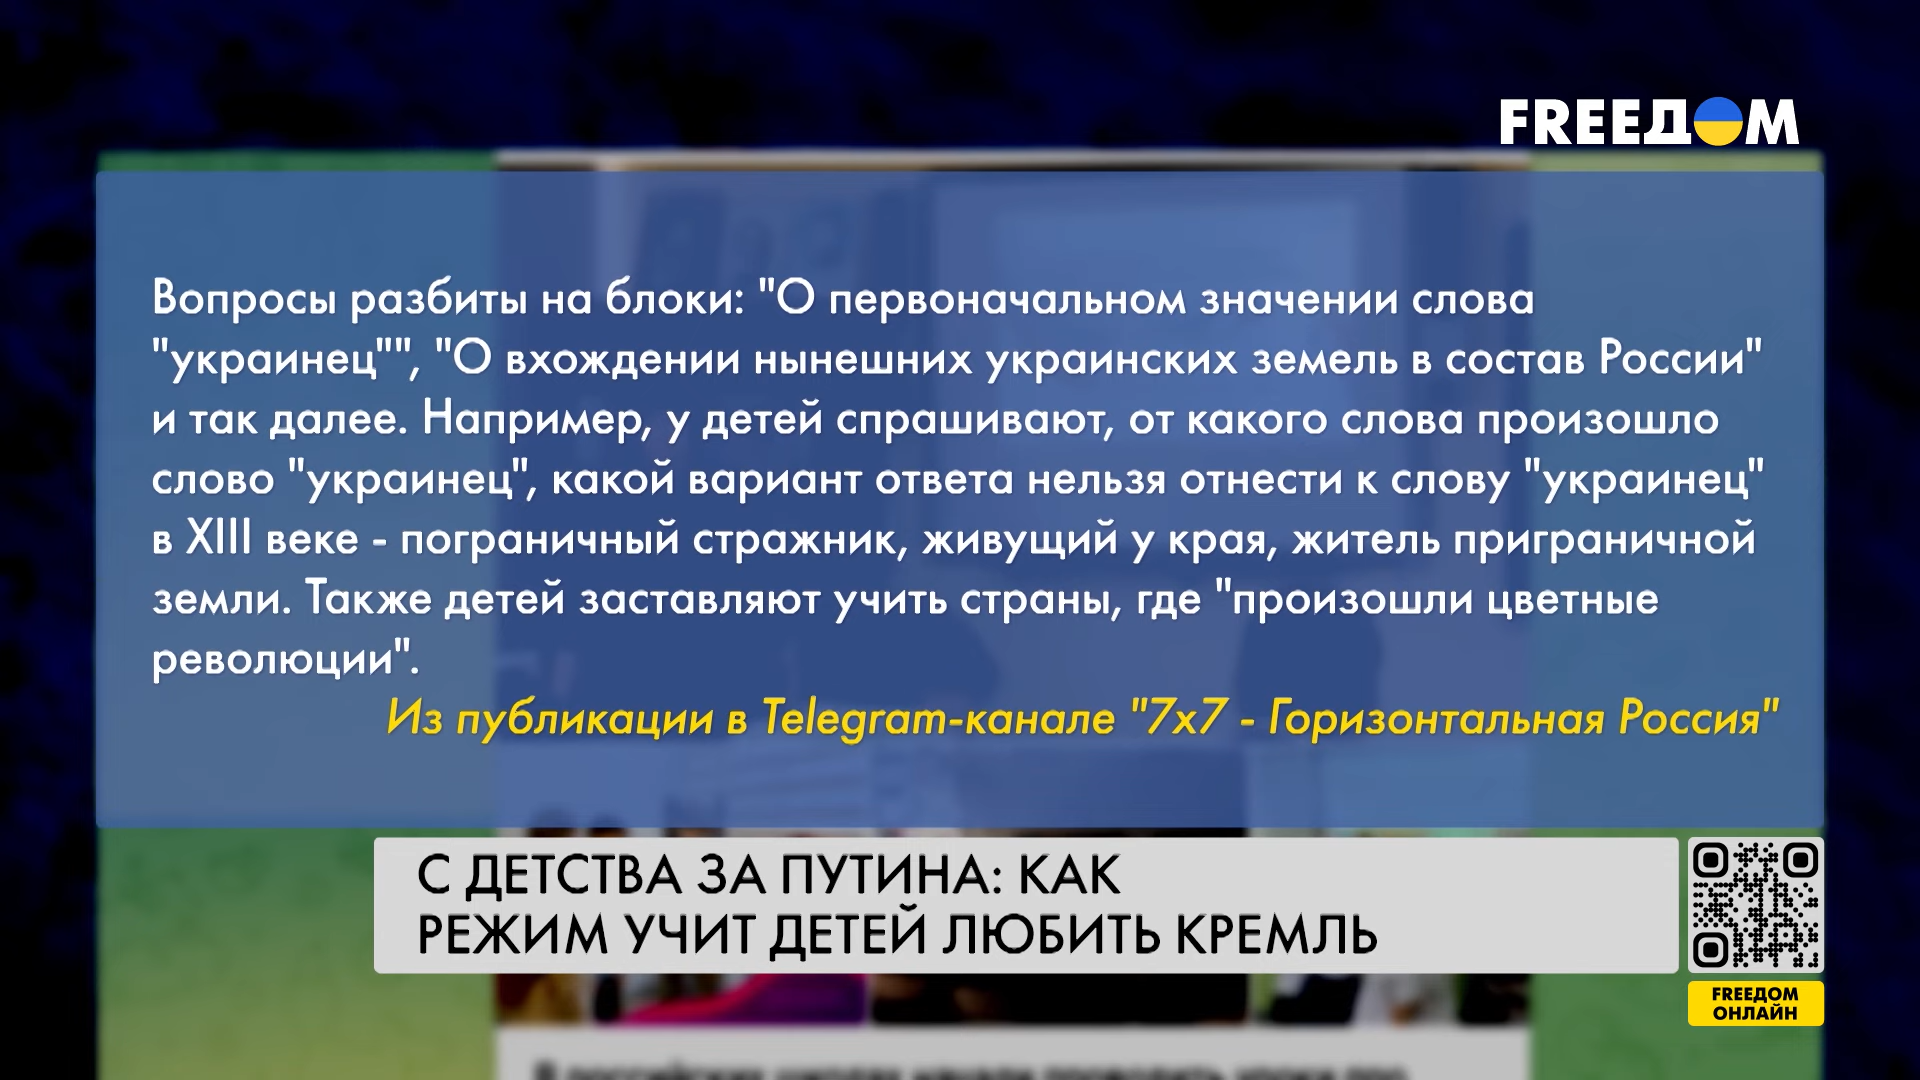 FREEДОМ
Вопросы разбиты на блоки: "О первоначальном значении слова
"украинец"", "О вхождении нынешних украинских земель в состав России"
и так далее. Например, у детей спрашивают, от какого слова произошло
слово "украинец", какой вариант ответа нельзя отнести к слову "украинец"
в XIII веке - пограничный стражник, живущий у края, житель приграничной
земли. Также детей заставляют учить страны, где "произошли цветные
революции".
Из публикации в Telegram-канале "7х7 - Горизонтальная Россия"
С ДЕТСТВА ЗА ПУТИНА: КАК
РЕЖИМ УЧИТ ДЕТЕЙ ЛЮБИТЬ КРЕМЛЬ
FREEДОМ
ОНЛАЙН